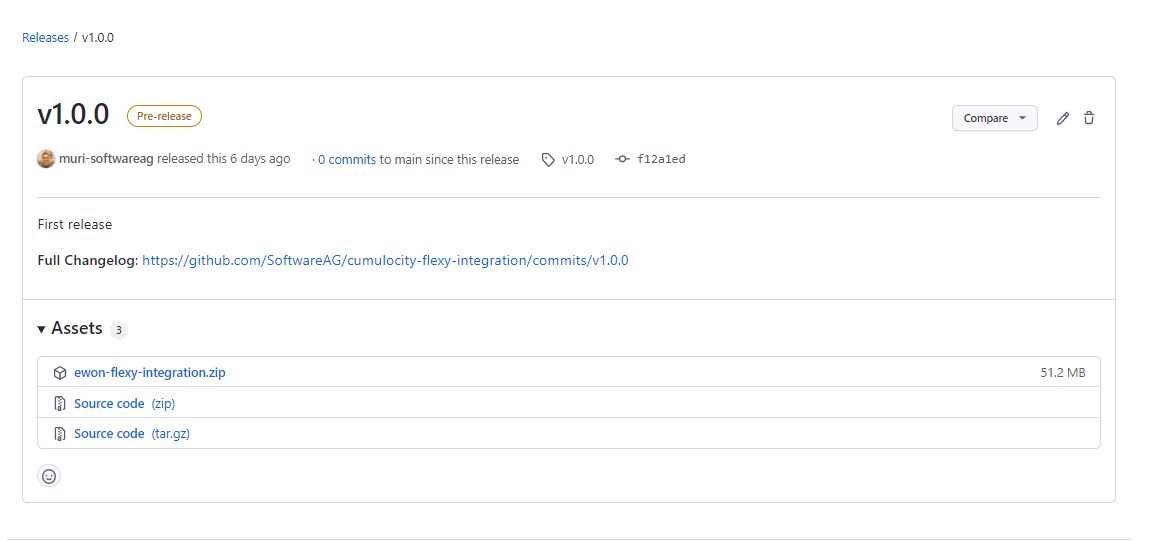 Releases / v1.0.0
v1.0.0 Pre-release Compare
muri-softwareag released this 6 days ago · 0 commits to main since this release v1.0.0 f12a1ed
First release
Full Changelog: https://github.com/SoftwareAG/cumulocity-flexy-integration/commits/v1.0.0
Assets 3
ewon-flexy-integration.zip 51.2 MB
Source code (zip)
Source code (tar.gz)